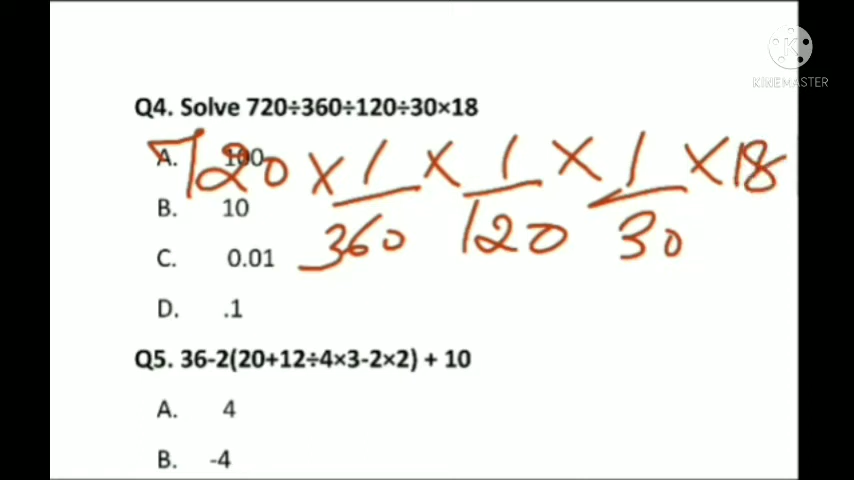 KINEMASTER
Q4. Solve 720÷360÷120÷30×18
720 × 1/360 × 1/120 × 1/30 × 18
A. 100
B. 10
C. 0.01
D. .1
Q5. 36-2(20+12÷4×3-2×2) + 10
A. 4
B. -4